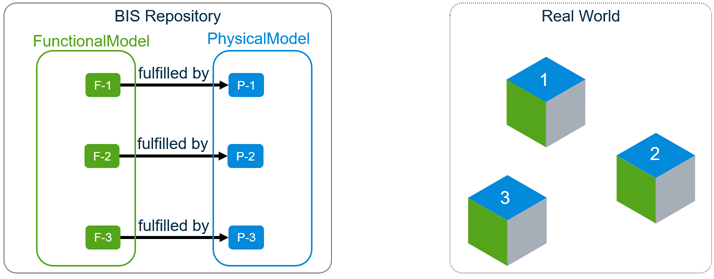 BIS Repository
FunctionalModel
PhysicalModel
F-1
fulfilled by
P-1
F-2
fulfilled by
P-2
F-3
fulfilled by
P-3
Real World
1
2
3